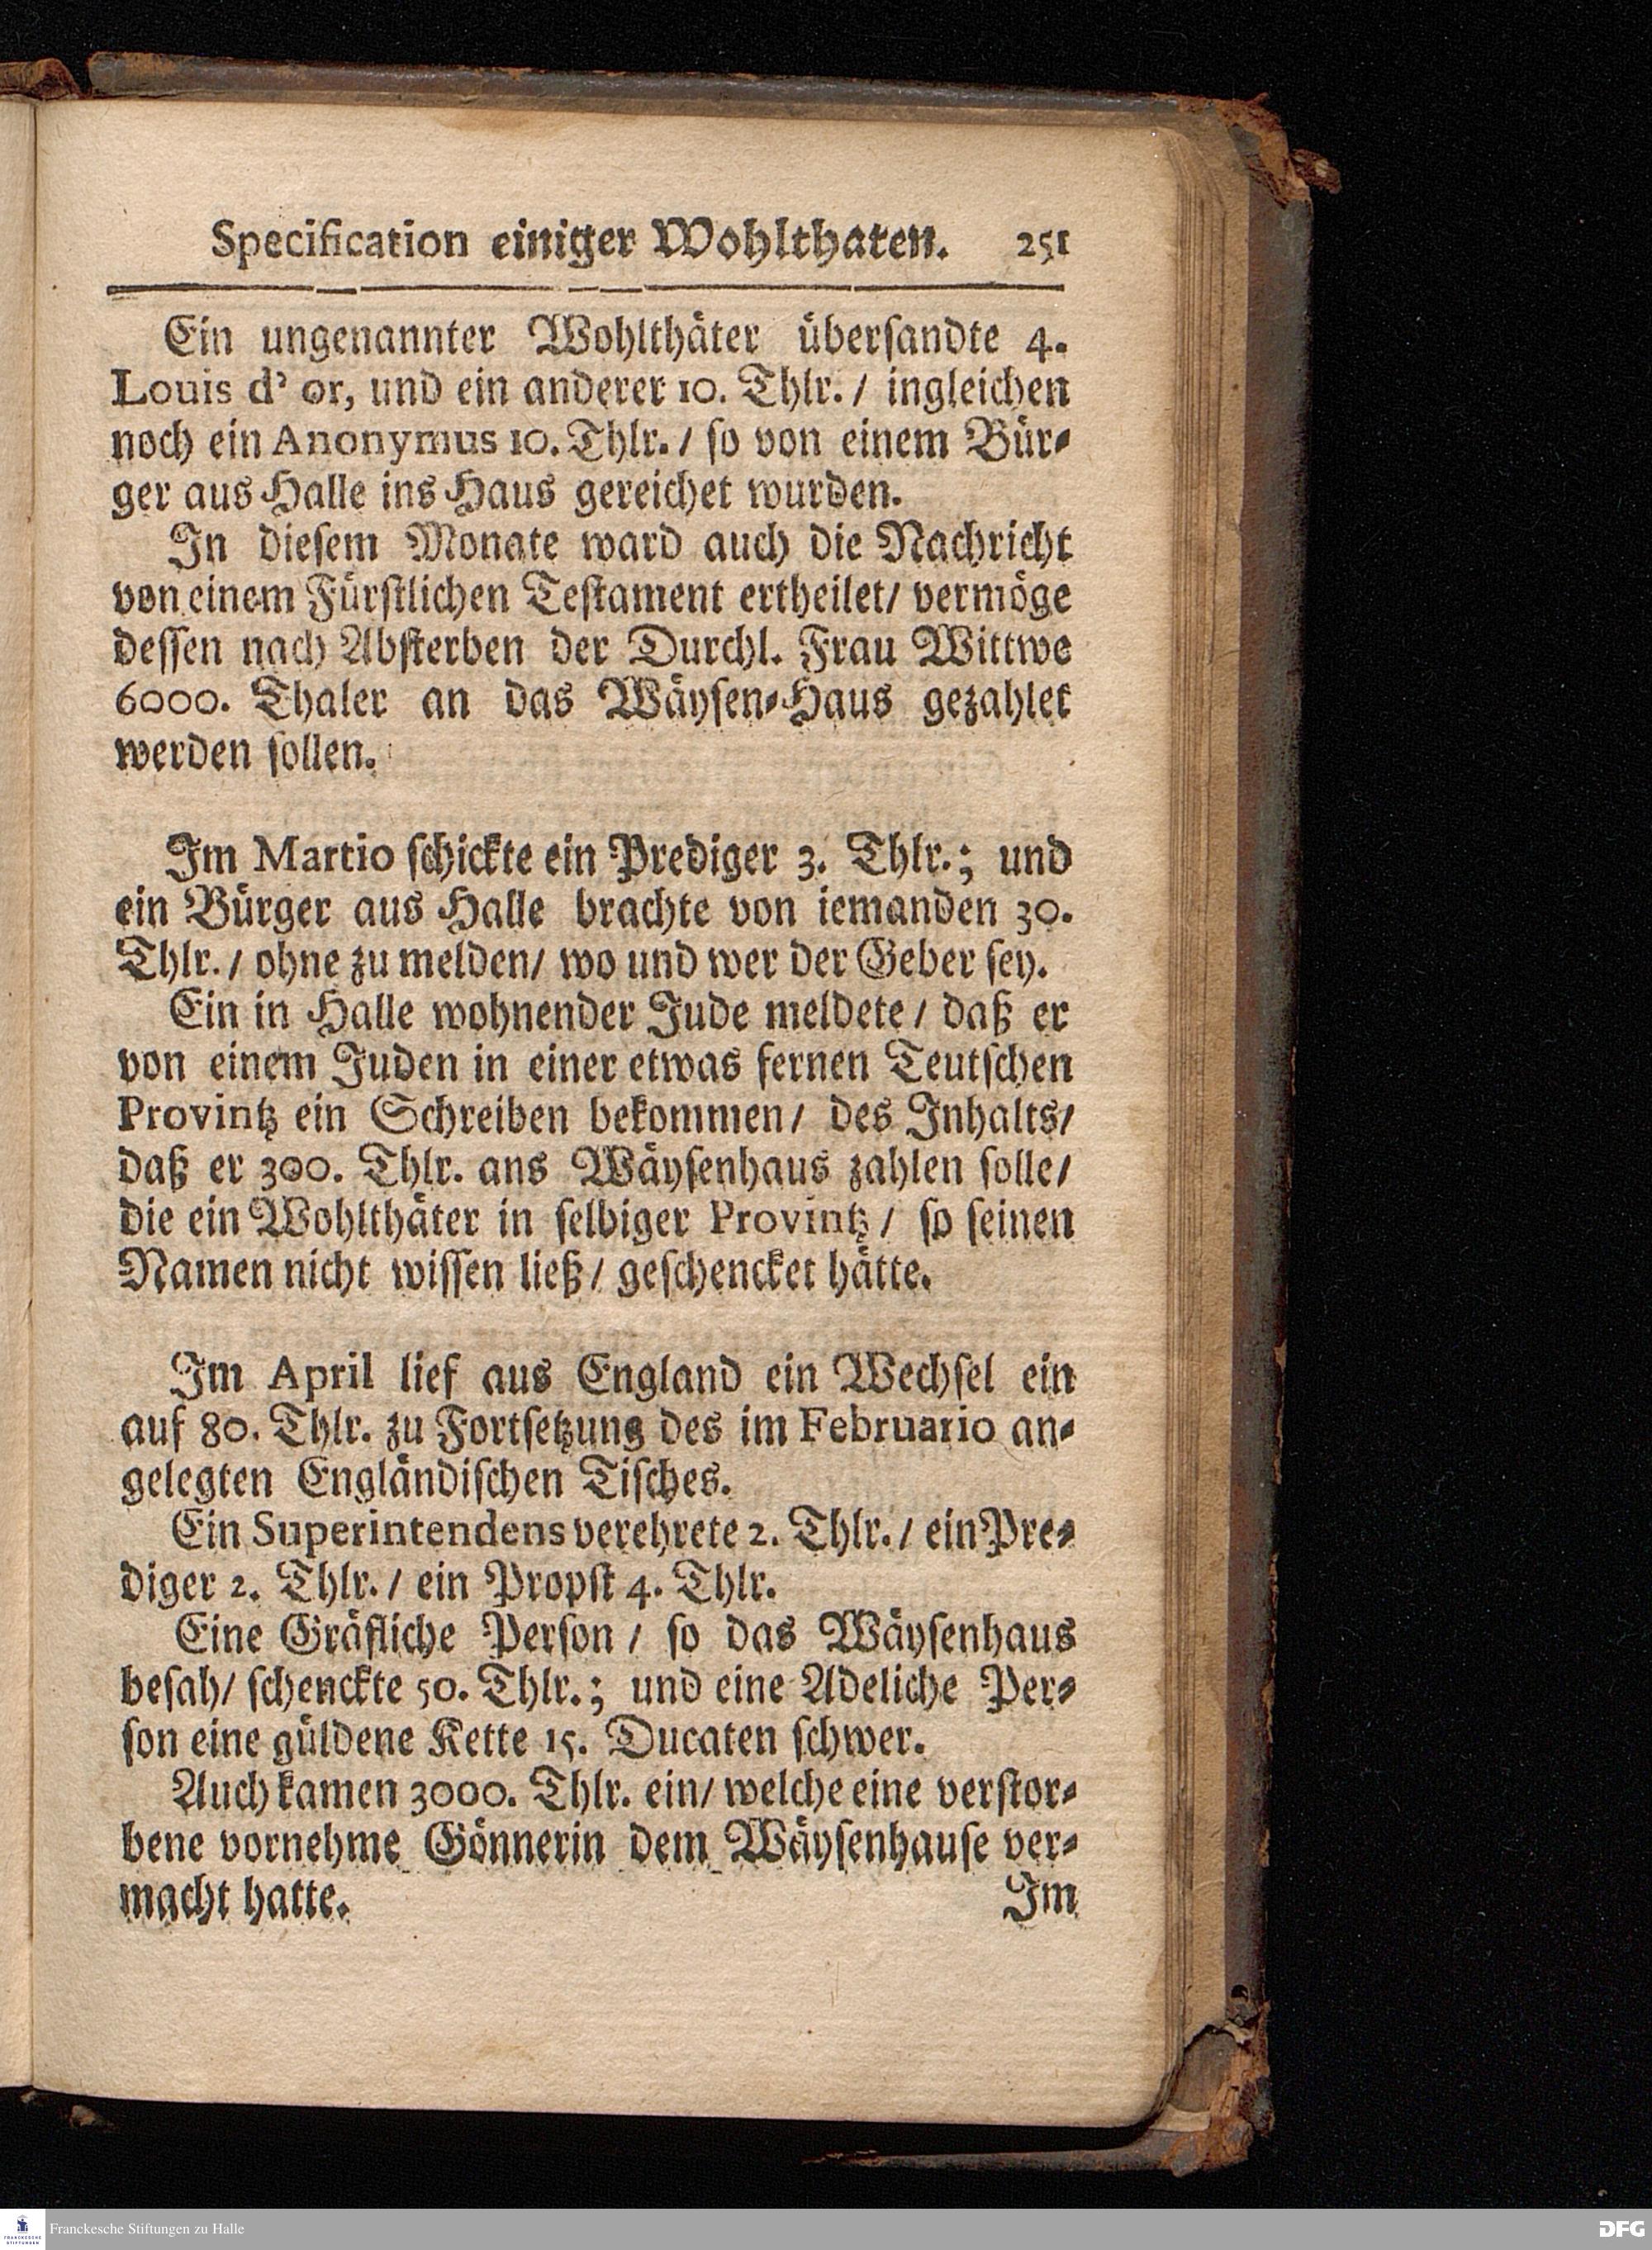 Specification einiger Wohlthaten. 251
Ein ungenannter Wohlthäter überſandte 4.
Louis d' or, und ein anderer 10. Thlr. / ingleichen
noch ein Anonymus 10. Thlr. / ſo von einem Bür⸗
ger aus Halle ins Haus gereichet wurden.
In dieſem Monate ward auch die Nachricht
von einem Fürſtlichen Teſtament ertheilet/ vermöge
deſſen nach Abſterben der Durchl. Frau Wittwe
6000. Thaler an das Wäyſen⸗Haus gezahlet
werden ſollen.
Im Martio ſchickte ein Prediger 3. Thlr.; und
ein Bürger aus Halle brachte von iemanden 30.
Thlr. / ohne zu melden/ wo und wer der Geber ſey.
Ein in Halle wohnender Jude meldete / daß er
von einem Juden in einer etwas fernen Teutſchen
Provintz ein Schreiben bekommen/ des Inhalts/
daß er 300. Thlr. ans Wäyſenhaus zahlen ſolle/
die ein Wohlthäter in ſelbiger Provintz / ſo ſeinen
Namen nicht wiſſen ließ/ geſchencket hätte.
Im April lief aus England ein Wechſel ein
auf 80. Thlr. zu Fortſetzung des im Februario an⸗
gelegten Engländiſchen Tiſches.
Ein Superintendens verehrete 2. Thlr. / ein Pre⸗
diger 2. Thlr. / ein Propſt 4. Thlr.
Eine Gräfliche Perſon / ſo das Wäyſenhaus
beſah/ ſchenckte 50. Thlr.; und eine Adeliche Per⸗
ſon eine güldene Kette 15. Ducaten ſchwer.
Auch kamen 3000. Thlr. ein/ welche eine verſtor⸗
bene vornehme Gönnerin dem Wäyſenhauſe ver⸗
macht hatte. Im
FRANCKESCHE STIFTUNGEN
Franckesche Stiftungen zu Halle
DFG